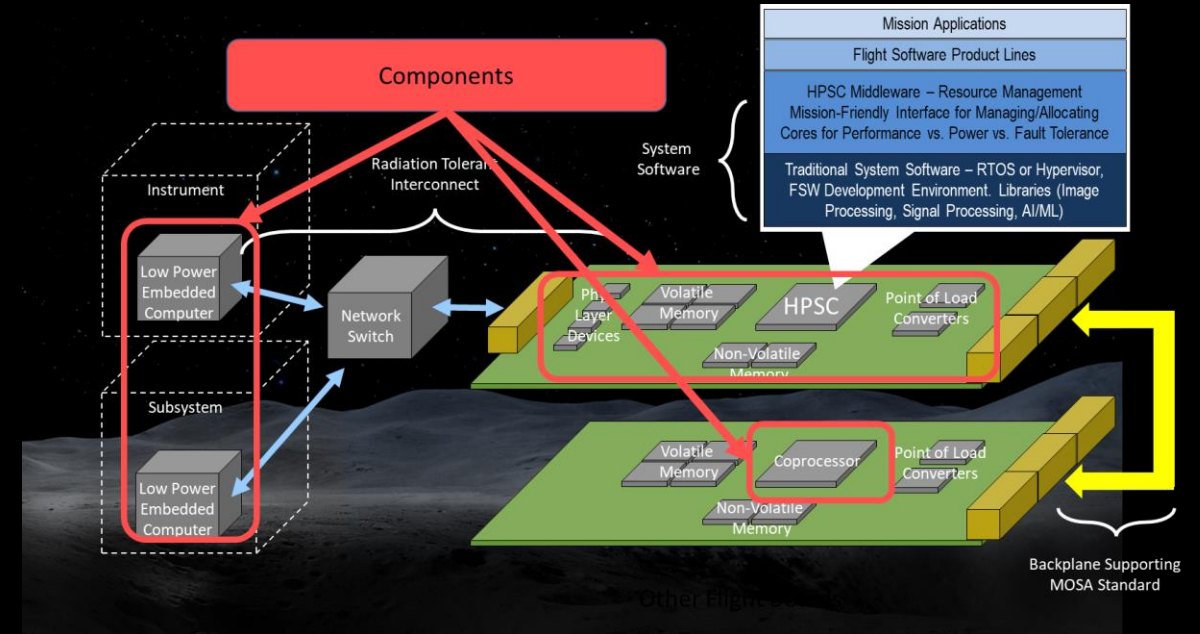 Mission Applications
Flight Software Product Lines
HPSC Middleware – Resource Management
Mission-Friendly Interface for Managing/Allocating
Cores for Performance vs. Power vs. Fault Tolerance
Traditional System Software – RTOS or Hypervisor,
FSW Development Environment. Libraries (Image
Processing, Signal Processing, AI/ML)
System
Software
Components
Radiation Tolerant
Interconnect
Instrument
Low Power
Embedded
Computer
Network
Switch
Layer
Devices
Volatile
Memory
HPSC
Point of Load
Converters
Non-Volatile
Memory
Subsystem
Low Power
Embedded
Computer
Volatile
Memory
Coprocessor
Point of Load
Converters
Non-Volatile
Memory
Backplane Supporting
MOSA Standard
Other Flight